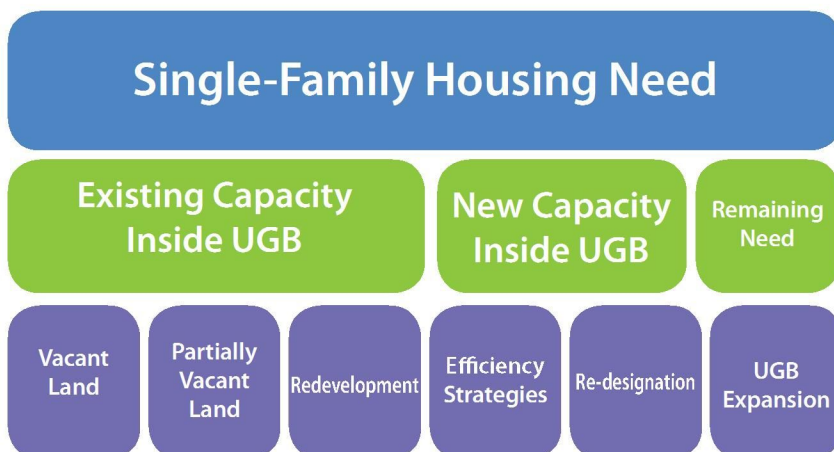 Single-Family Housing Need
Existing Capacity
Inside UGB
New Capacity
Inside UGB
Remaining
Need
Vacant
Land
Partially
Vacant
Land
Redevelopment
Efficiency
Strategies
Re-designation
UGB
Expansion